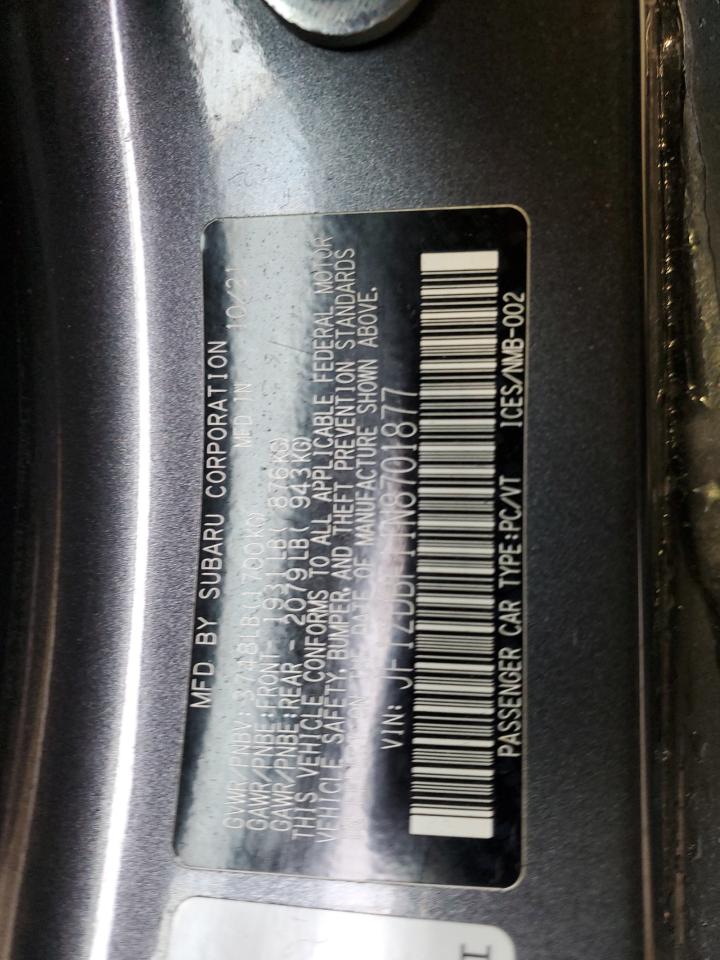 MFD BY SUBARU CORPORATION 10/21
GVWR/PNBV: 3748LB(1700KG) MFD IN
GAWR/PNBE:FRONT- 1931LB( 876KG)
GAWR/PNBE:REAR - 2079LB( 943KG)
THIS VEHICLE CONFORMS TO ALL APPLICABLE FEDERAL MOTOR
VEHICLE SAFETY, BUMPER, AND THEFT PREVENTION STANDARDS
ON THE DATE OF MANUFACTURE SHOWN ABOVE.
VIN:
PASSENGER CAR TYPE:PC/VT ICES/NMB-002